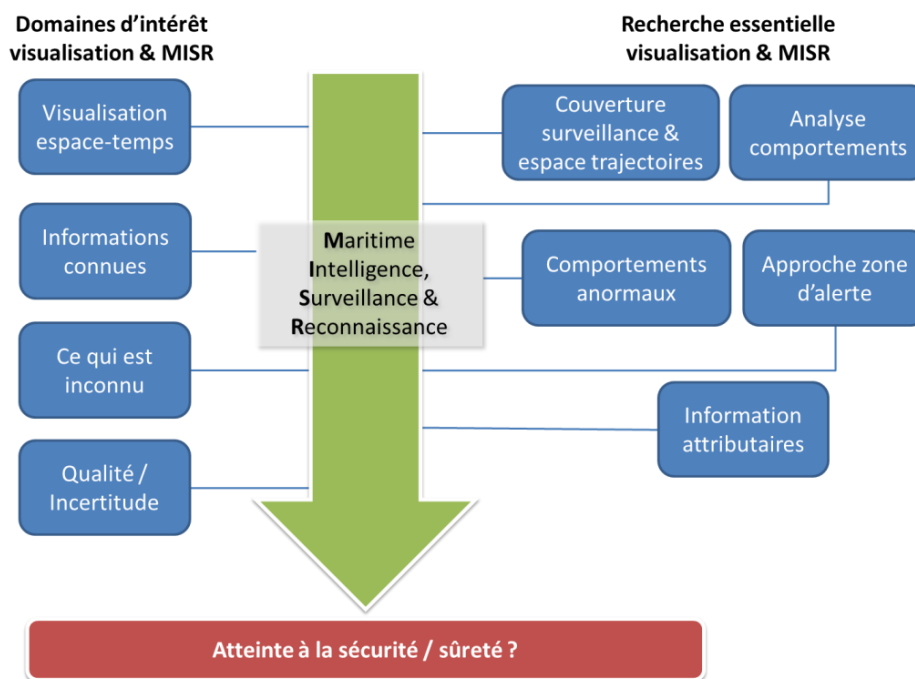 Domaines d'intérêt
visualisation & MISR
Recherche essentielle
visualisation & MISR
Visualisation
espace-temps
Couverture
surveillance &
espace trajectoires
Analyse
comportements
Informations
connues
Maritime
Intelligence,
Surveillance &
Reconnaissance
Comportements
anormaux
Approche zone
d'alerte
Ce qui est
inconnu
Information
attributaires
Qualité /
Incertitude
Atteinte à la sécurité / sûreté ?